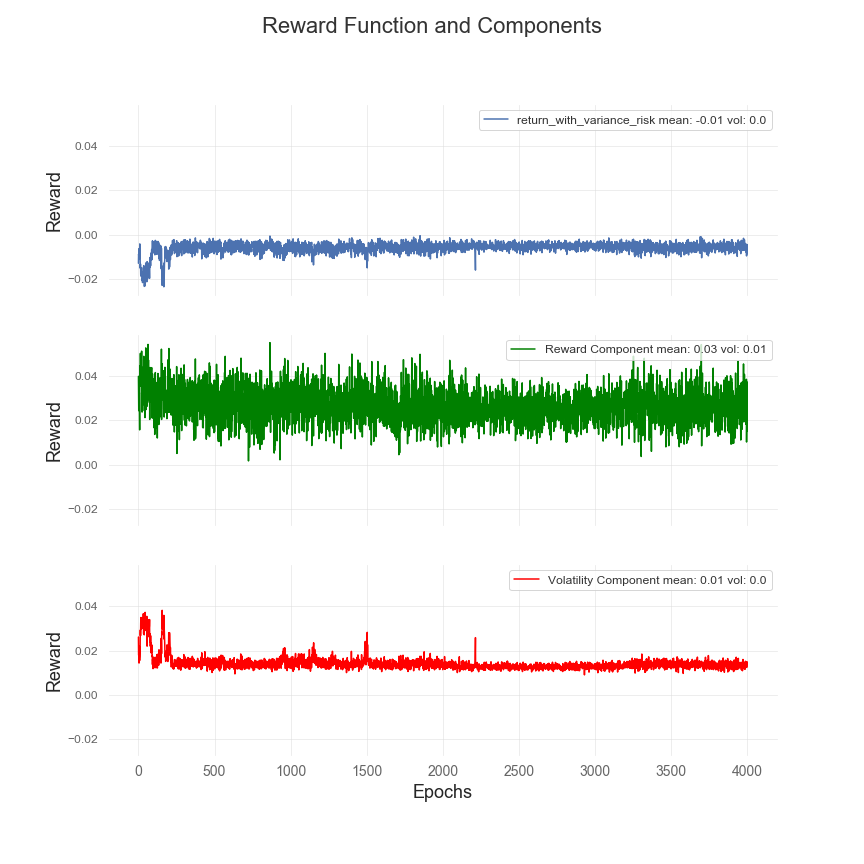 Reward Function and Components
return_with_variance_risk mean: -0.01 vol: 0.0
0.04
0.02
0.00
−0.02
Reward
Reward Component mean: 0.03 vol: 0.01
0.04
0.02
0.00
−0.02
Reward
Volatility Component mean: 0.01 vol: 0.0
0.04
0.02
0.00
−0.02
Reward
0 500 1000 1500 2000 2500 3000 3500 4000
Epochs